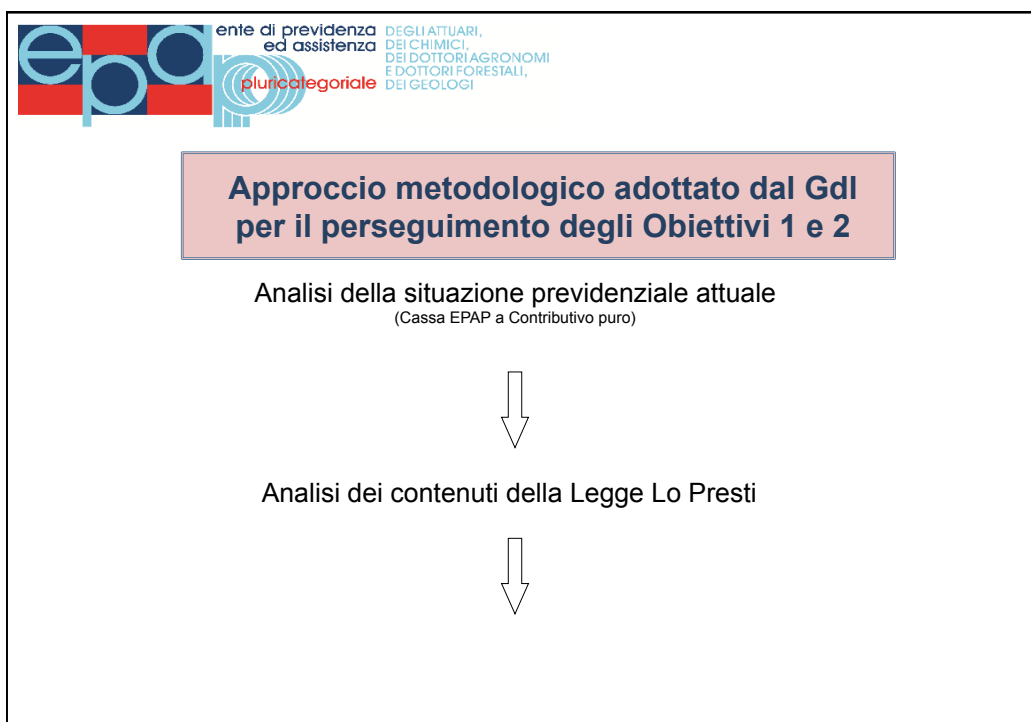 epap
ente di previdenza
ed assistenza
pluricategoriale
DEGLI ATTUARI,
DEI CHIMICI,
DEI DOTTORI AGRONOMI
E DOTTORI FORESTALI,
DEI GEOLOGI
Approccio metodologico adottato dal Gdl
per il perseguimento degli Obiettivi 1 e 2
Analisi della situazione previdenziale attuale
(Cassa EPAP a Contributivo puro)
Analisi dei contenuti della Legge Lo Presti